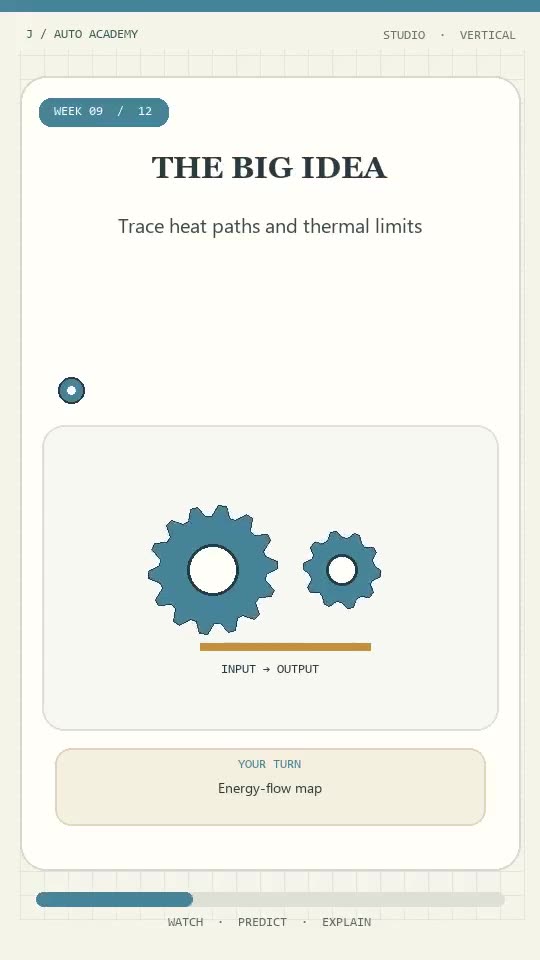 J / AUTO ACADEMY
STUDIO · VERTICAL
WEEK 09 / 12
THE BIG IDEA
Trace heat paths and thermal limits
INPUT → OUTPUT
YOUR TURN
Energy-flow map
WATCH · PREDICT · EXPLAIN